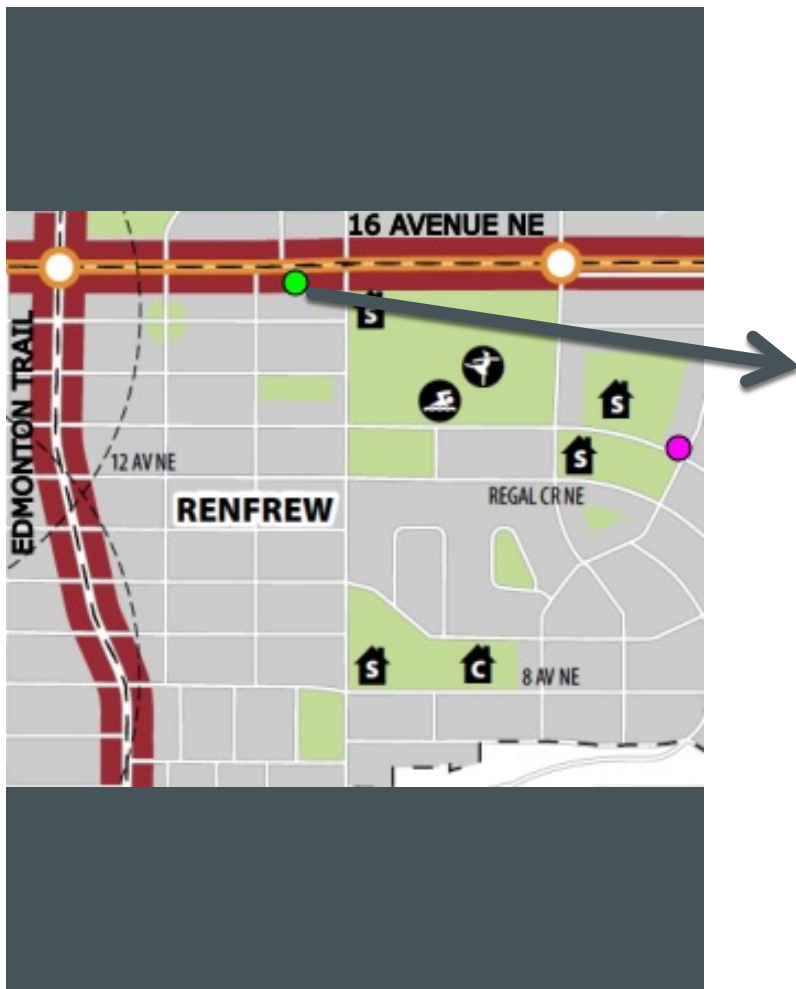 16 AVENUE NE
S
EDMONTON TRAIL
S
12 AV NE
S
REGAL CR NE
RENFREW
S
C
8 AV NE